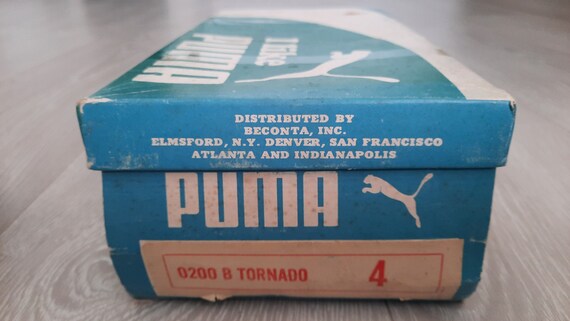 PUMA
DISTRIBUTED BY
BECONTA, INC.
ELMSFORD, N.Y. DENVER, SAN FRANCISCO
ATLANTA AND INDIANAPOLIS
PUMA
0200 B TORNADO 4